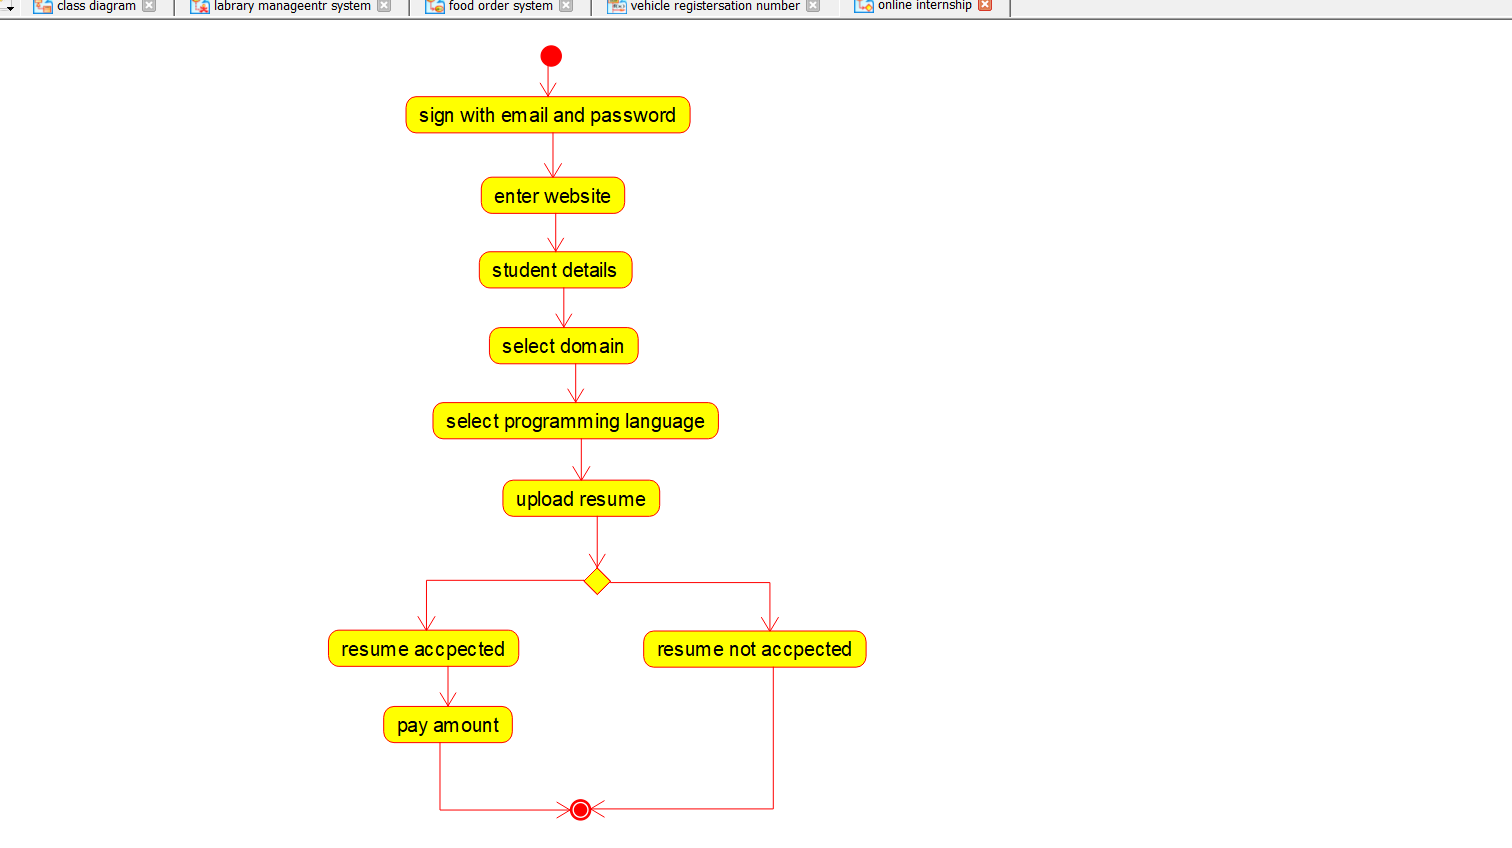 class diagram
labrary manageentr system
food order system
vehicle registersation number
online internship
sign with email and password
enter website
student details
select domain
select programming language
upload resume
resume accpected
resume not accpected
pay amount